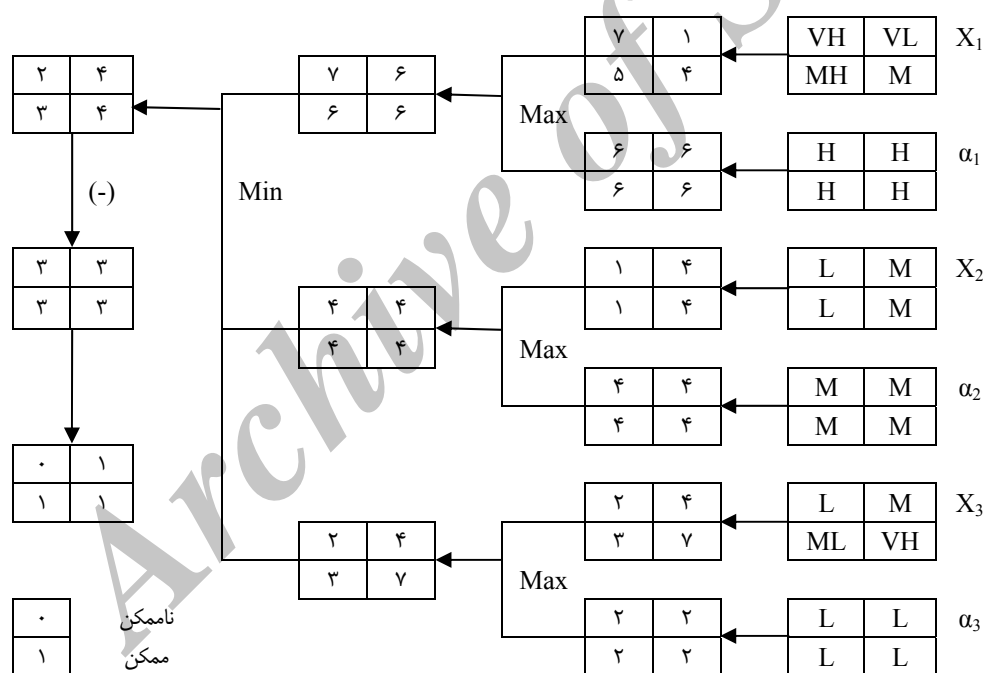 ۷ ۱ VH VL X₁
۲ ۴ ۷ ۶ ۵ ۴ MH M
۳ ۴ ۶ ۶ Max
۶ ۶ H H α₁
(-) Min ۶ ۶ H H
۳ ۳ ۱ ۴ L M X₂
۳ ۳ ۴ ۴ ۱ ۴ L M
۴ ۴ Max
۴ ۴ M M α₂
۴ ۴ M M
۰ ۱
۱ ۱ ۲ ۴ L M X₃
۲ ۴ ۳ ۷ ML VH
۳ ۷ Max
۰ ناممکن ۲ ۲ L L α₃
۱ ممکن ۲ ۲ L L
Archive of